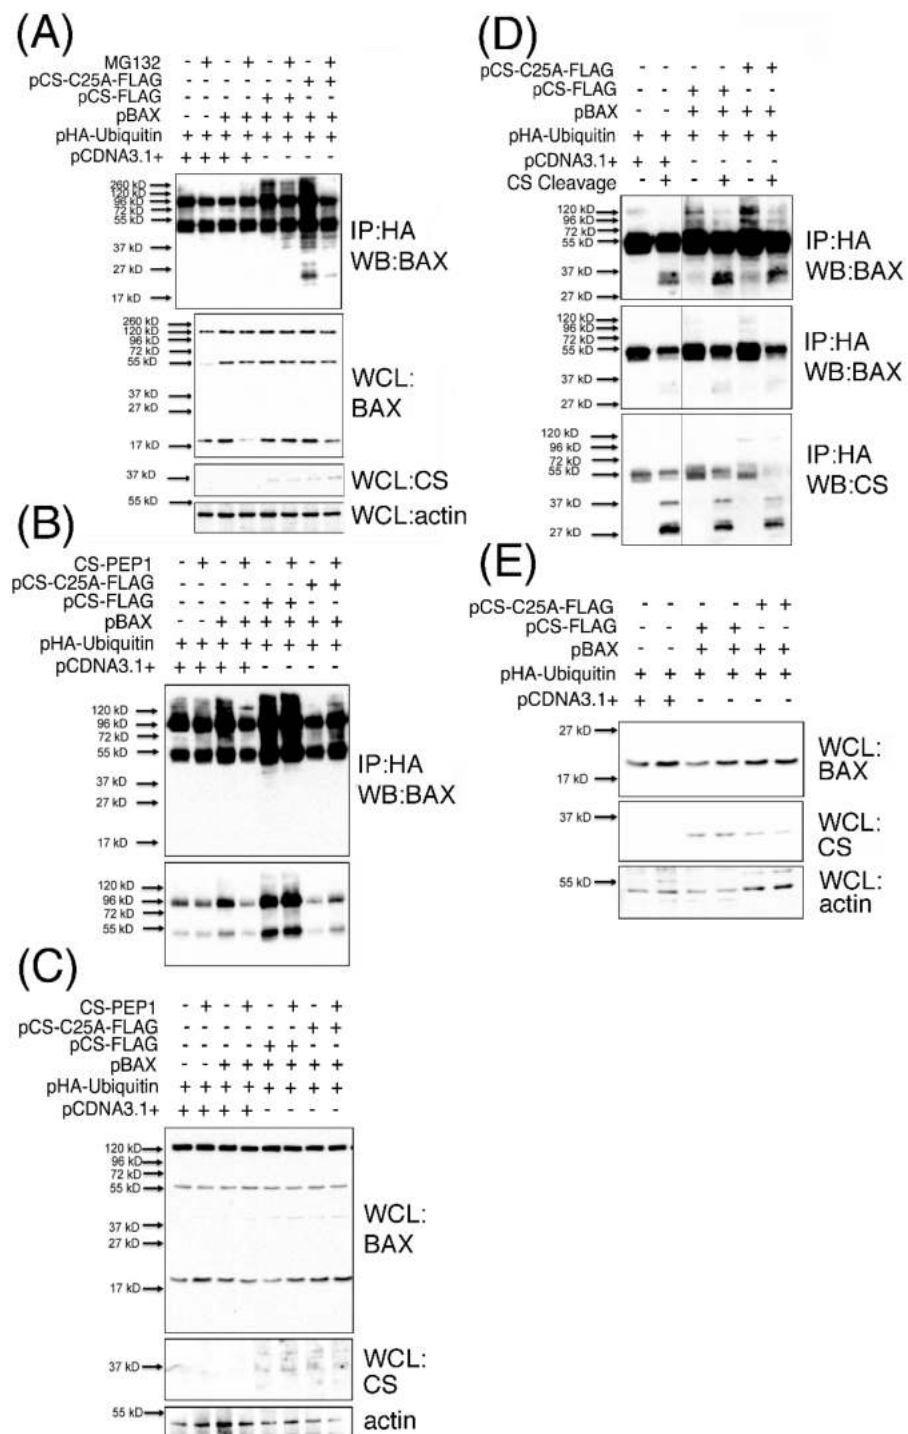 (A)
MG132 - + - + - + - +
pCS-C25A-FLAG - - - - - - + +
pCS-FLAG - - - - + + - -
pBAX - - + + + + + +
pHA-Ubiquitin + + + + + + + +
pCDNA3.1+ + + + + - - - -
260 kD
120 kD
96 kD
72 kD
55 kD
37 kD
27 kD
17 kD
IP:HA
WB:BAX
260 kD
120 kD
96 kD
72 kD
55 kD
37 kD
27 kD
17 kD
WCL:
BAX
37 kD
WCL:CS
55 kD
WCL:actin
(B)
CS-PEP1 - + - + - + - +
pCS-C25A-FLAG - - - - - - + +
pCS-FLAG - - - - + + - -
pBAX - - + + + + + +
pHA-Ubiquitin + + + + + + + +
pCDNA3.1+ + + + + - - - -
120 kD
96 kD
72 kD
55 kD
37 kD
27 kD
17 kD
IP:HA
WB:BAX
120 kD
96 kD
72 kD
55 kD
(C)
CS-PEP1 - + - + - + - +
pCS-C25A-FLAG - - - - - - + +
pCS-FLAG - - - - + + - -
pBAX - - + + + + + +
pHA-Ubiquitin + + + + + + + +
pCDNA3.1+ + + + + - - - -
120 kD
96 kD
72 kD
55 kD
37 kD
27 kD
17 kD
WCL:
BAX
37 kD
WCL:
CS
55 kD
actin
(D)
pCS-C25A-FLAG - - - - + +
pCS-FLAG - - + + - -
pBAX - - + + + +
pHA-Ubiquitin + + + + + +
pCDNA3.1+ + + - - - -
CS Cleavage - + - + - +
120 kD
96 kD
72 kD
55 kD
37 kD
27 kD
IP:HA
WB:BAX
120 kD
96 kD
72 kD
55 kD
37 kD
27 kD
IP:HA
WB:BAX
120 kD
96 kD
72 kD
55 kD
37 kD
27 kD
IP:HA
WB:CS
(E)
pCS-C25A-FLAG - - - - + +
pCS-FLAG - - + + - -
pBAX - - + + + +
pHA-Ubiquitin + + + + + +
pCDNA3.1+ + + - - - -
27 kD
17 kD
WCL:
BAX
37 kD
WCL:
CS
55 kD
WCL:
actin